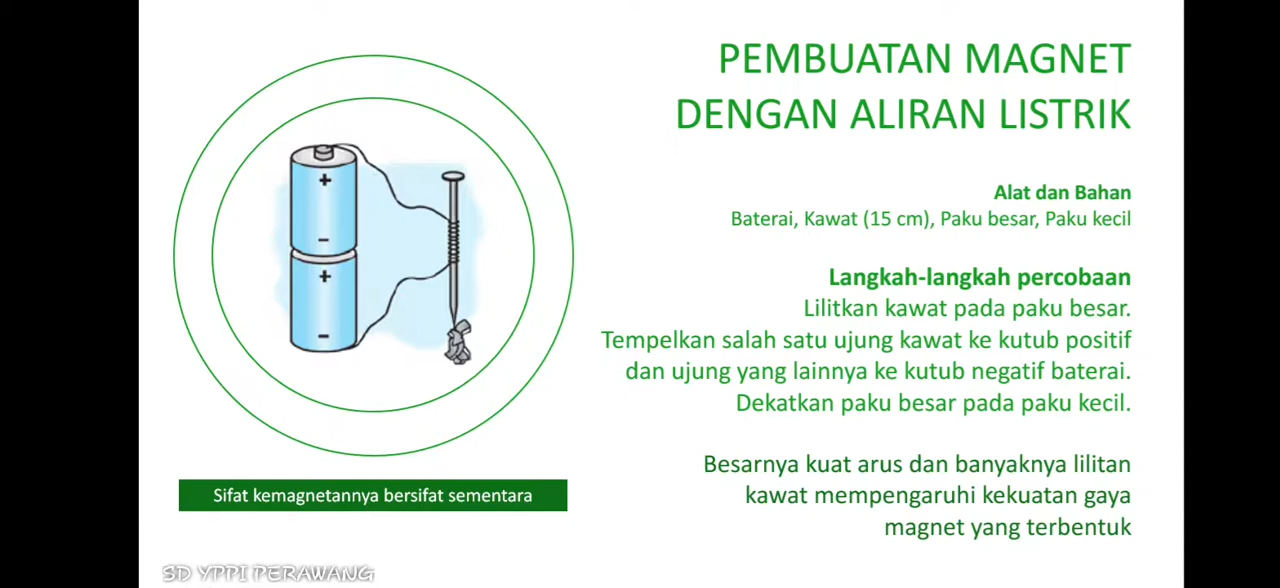 PEMBUATAN MAGNET
DENGAN ALIRAN LISTRIK
Alat dan Bahan
Baterai, Kawat (15 cm), Paku besar, Paku kecil
Langkah-langkah percobaan
Lilitkan kawat pada paku besar.
Tempelkan salah satu ujung kawat ke kutub positif
dan ujung yang lainnya ke kutub negatif baterai.
Dekatkan paku besar pada paku kecil.
Besarnya kuat arus dan banyaknya lilitan
kawat mempengaruhi kekuatan gaya
magnet yang terbentuk
+
−
+
−
Sifat kemagnetannya bersifat sementara
SD YPPI PERAWANG